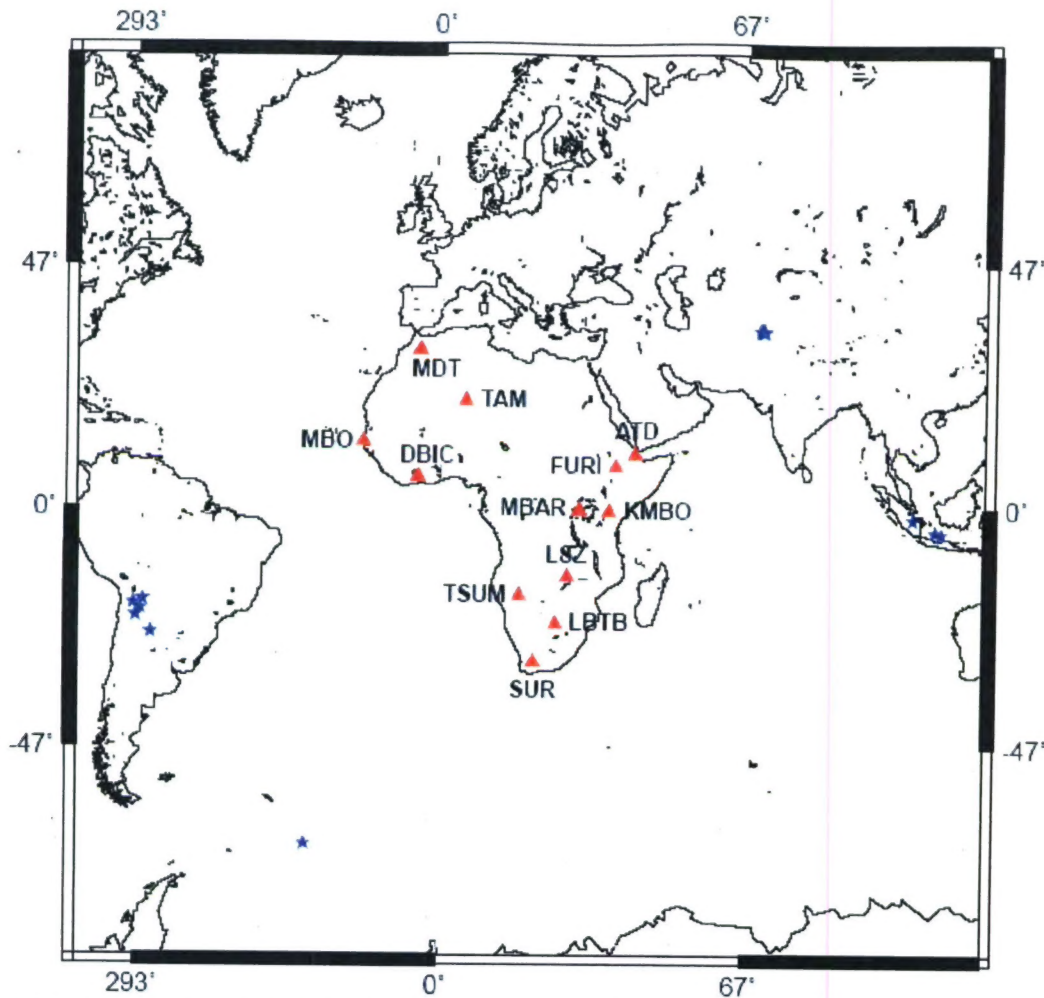 293° 0° 67°
47° 47°
MDT
TAM
MBO DBIC ATD
FURI
0° MBAR KMBO 0°
LSZ
TSUM LBTB
SUR
-47° -47°
293° 0° 67°